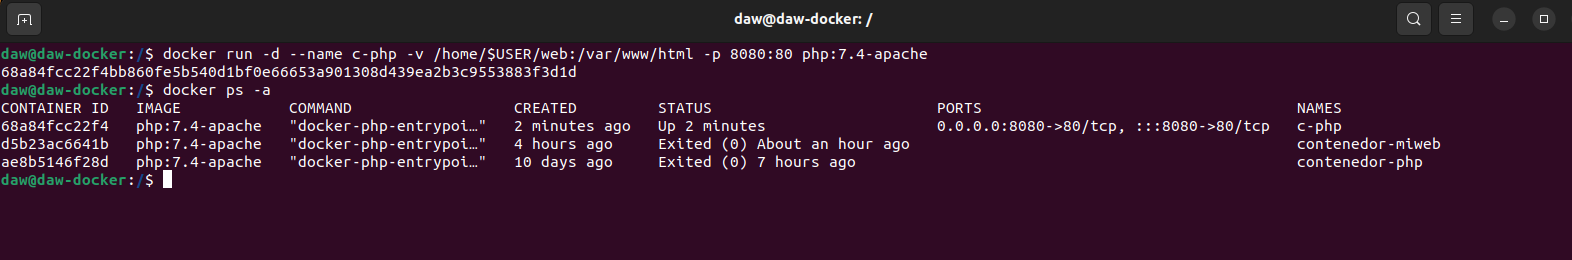 daw@daw-docker: /
daw@daw-docker:/$ docker run -d --name c-php -v /home/$USER/web:/var/www/html -p 8080:80 php:7.4-apache
68a84fcc22f4bb860fe5b540d1bf0e66653a901308d439ea2b3c9553883f3d1d
daw@daw-docker:/$ docker ps -a
CONTAINER ID   IMAGE            COMMAND                  CREATED         STATUS                         PORTS                                   NAMES
68a84fcc22f4   php:7.4-apache   "docker-php-entrypoi…"   2 minutes ago   Up 2 minutes                   0.0.0.0:8080->80/tcp, :::8080->80/tcp   c-php
d5b23ac6641b   php:7.4-apache   "docker-php-entrypoi…"   4 hours ago     Exited (0) About an hour ago                                           contenedor-miweb
ae8b5146f28d   php:7.4-apache   "docker-php-entrypoi…"   10 days ago     Exited (0) 7 hours ago                                                 contenedor-php
daw@daw-docker:/$